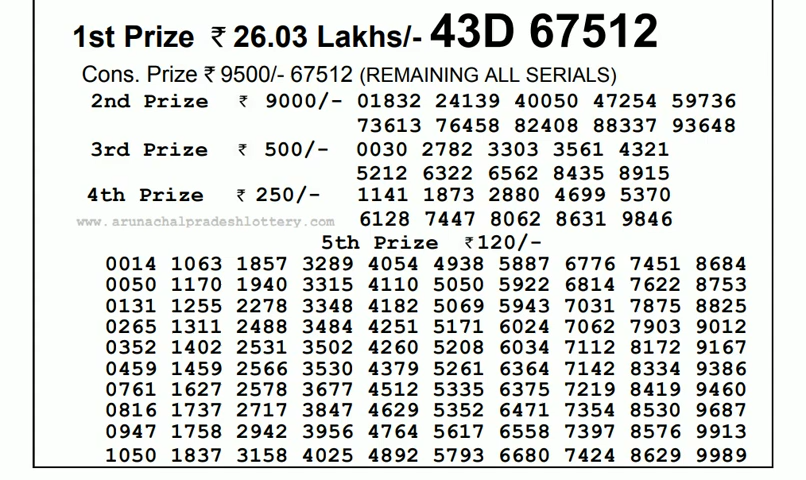 1st Prize ₹ 26.03 Lakhs/- 43D 67512
Cons. Prize ₹ 9500/- 67512 (REMAINING ALL SERIALS)
2nd Prize ₹ 9000/- 01832 24139 40050 47254 59736
73613 76458 82408 88337 93648
3rd Prize ₹ 500/- 0030 2782 3303 3561 4321
5212 6322 6562 8435 8915
4th Prize ₹ 250/- 1141 1873 2880 4699 5370
www.arunachalpradeshlottery.com 6128 7447 8062 8631 9846
5th Prize ₹120/-
0014 1063 1857 3289 4054 4938 5887 6776 7451 8684
0050 1170 1940 3315 4110 5050 5922 6814 7622 8753
0131 1255 2278 3348 4182 5069 5943 7031 7875 8825
0265 1311 2488 3484 4251 5171 6024 7062 7903 9012
0352 1402 2531 3502 4260 5208 6034 7112 8172 9167
0459 1459 2566 3530 4379 5261 6364 7142 8334 9386
0761 1627 2578 3677 4512 5335 6375 7219 8419 9460
0816 1737 2717 3847 4629 5352 6471 7354 8530 9687
0947 1758 2942 3956 4764 5617 6558 7397 8576 9913
1050 1837 3158 4025 4892 5793 6680 7424 8629 9989